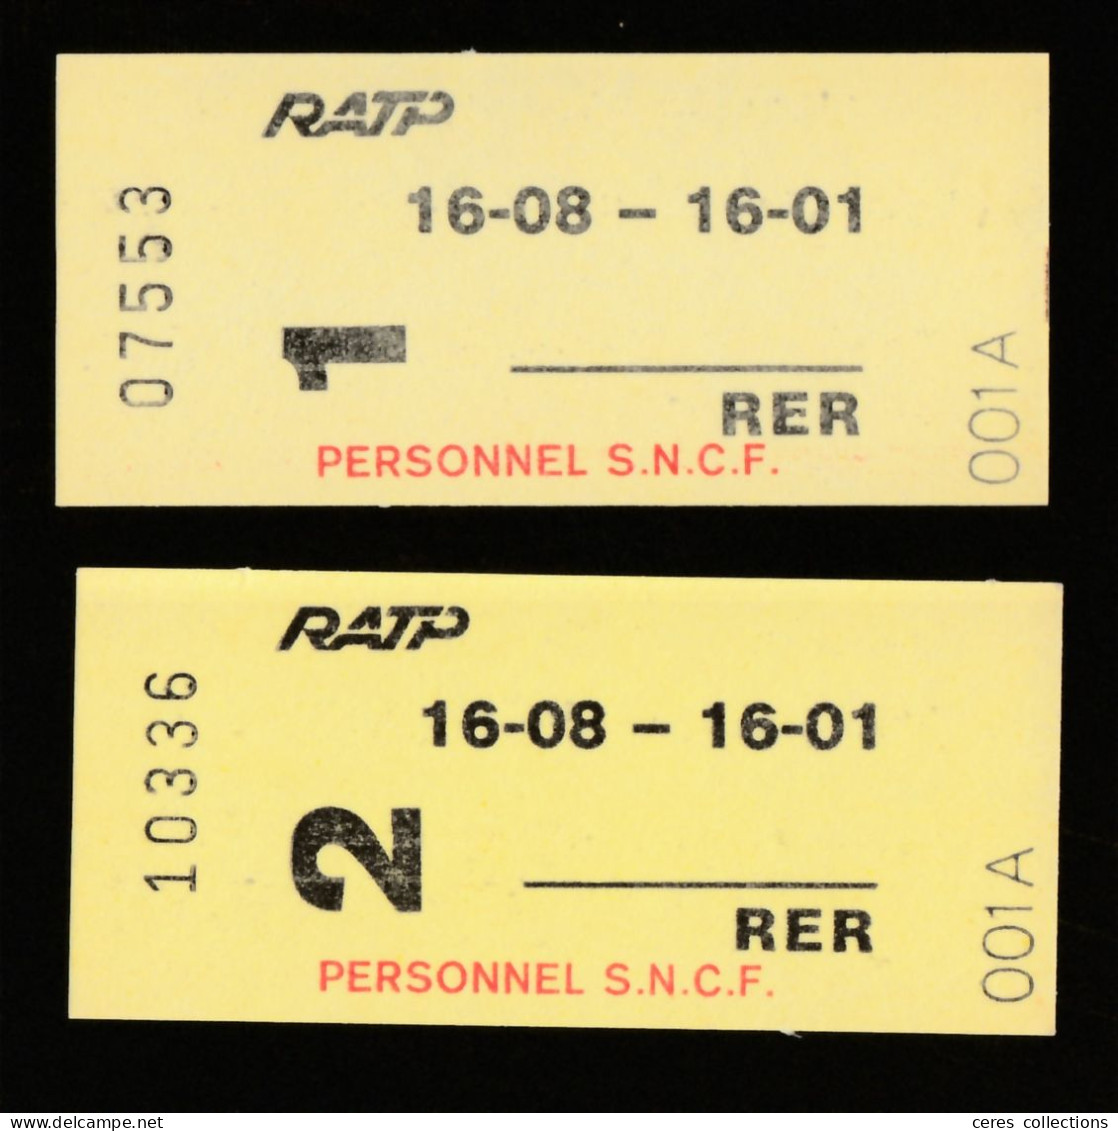 RATP
07553
16-08 – 16-01
1
RER
PERSONNEL S.N.C.F.
001A
RATP
10336
16-08 – 16-01
2
RER
PERSONNEL S.N.C.F.
001A
delcampe.net
ceres collections